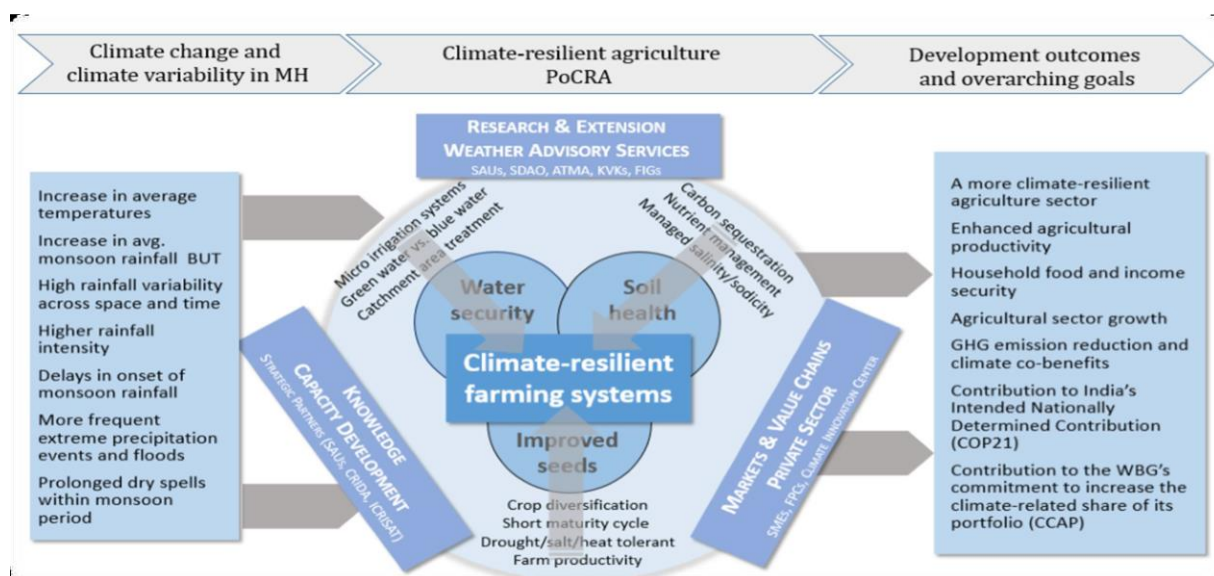 Climate change and
climate variability in MH
Climate-resilient agriculture
PoCRA
Development outcomes
and overarching goals
RESEARCH & EXTENSION
WEATHER ADVISORY SERVICES
SAUs, SDAO, ATMA, KVKs, FIGs
Increase in average
temperatures
Increase in avg.
monsoon rainfall BUT
High rainfall variability
across space and time
Higher rainfall
intensity
Delays in onset of
monsoon rainfall
More frequent
extreme precipitation
events and floods
Prolonged dry spells
within monsoon
period
Micro irrigation systems
Green water vs. blue water
Catchment area treatment
Carbon sequestration
Nutrient management
Managed salinity/sodicity
Water
security
Soil
health
Climate-resilient
farming systems
Improved
seeds
KNOWLEDGE
CAPACITY DEVELOPMENT
STRATEGIC PARTNERS (SAUs, CRIDA, ICRISAT)
MARKETS & VALUE CHAINS
PRIVATE SECTOR
SMEs, FPCs, CLIMATE INNOVATION CENTER
Crop diversification
Short maturity cycle
Drought/salt/heat tolerant
Farm productivity
A more climate-resilient
agriculture sector
Enhanced agricultural
productivity
Household food and income
security
Agricultural sector growth
GHG emission reduction and
climate co-benefits
Contribution to India's
Intended Nationally
Determined Contribution
(COP21)
Contribution to the WBG's
commitment to increase the
climate-related share of its
portfolio (CCAP)